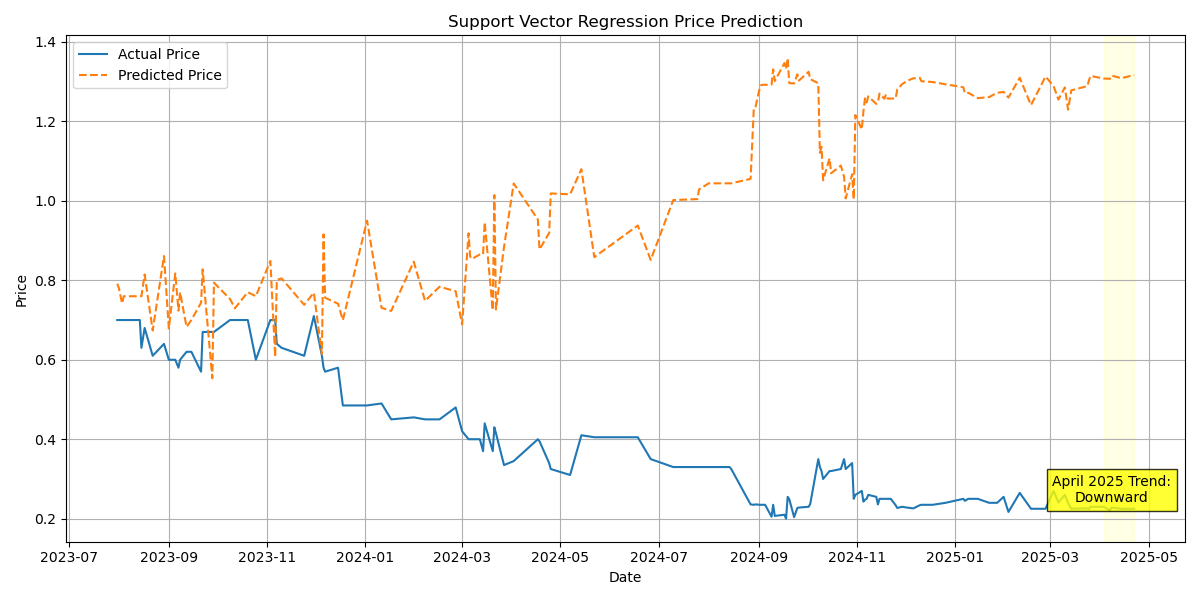 Support Vector Regression Price Prediction
Actual Price
Predicted Price
Price
1.4
1.2
1.0
0.8
0.6
0.4
0.2
April 2025 Trend:
Downward
2023-07
2023-09
2023-11
2024-01
2024-03
2024-05
2024-07
2024-09
2024-11
2025-01
2025-03
2025-05
Date